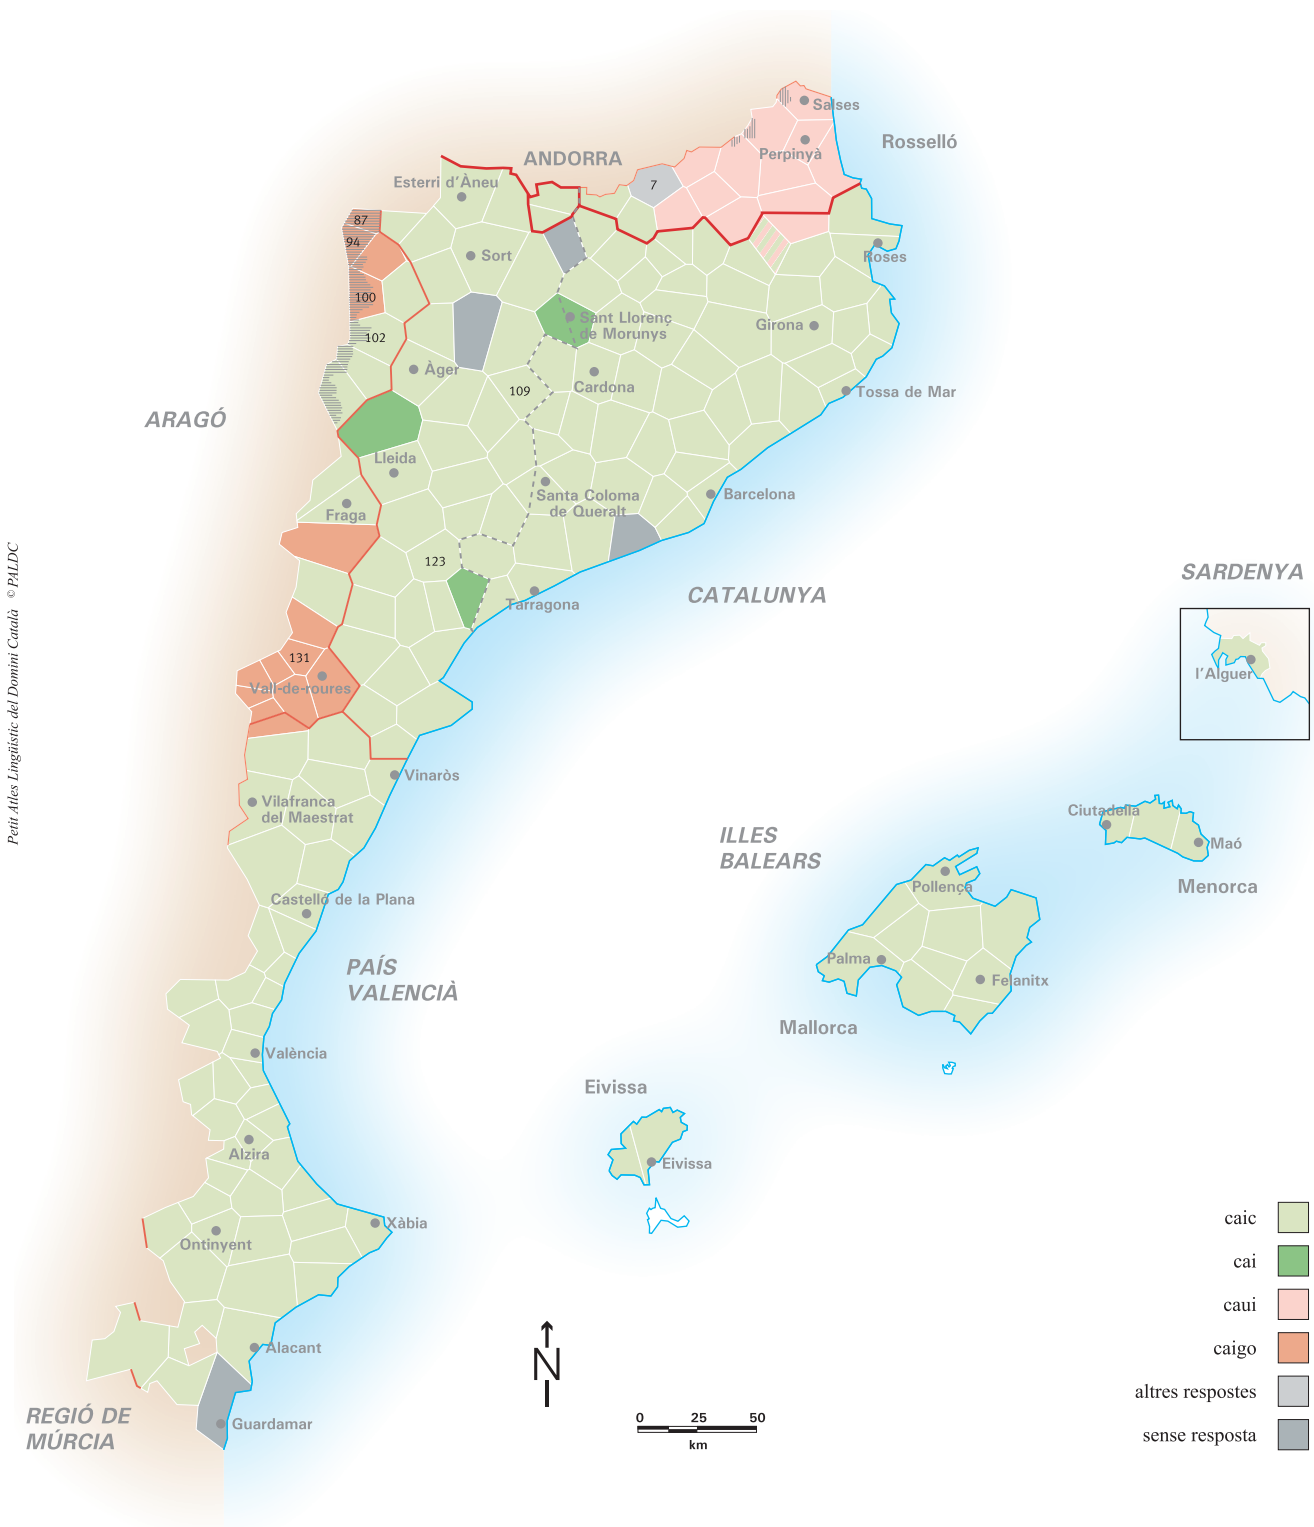 Salses
Rosselló
Perpinyà
ANDORRA
Esterri d'Àneu
7
87
94
Sort
Roses
100
102
Sant Llorenç
de Morunys
Girona
Àger
109
Cardona
Tossa de Mar
ARAGÓ
Lleida
Fraga
Santa Coloma
de Queralt
Barcelona
123
Tarragona
CATALUNYA
SARDENYA
l'Alguer
131
Vall-de-roures
Petit Atles Lingüístic del Domini Català © PALDC
Vinaròs
Vilafranca
del Maestrat
ILLES
BALEARS
Ciutadella
Maó
Menorca
Pollença
Castelló de la Plana
PAÍS
VALENCIÀ
Palma
Felanitx
Mallorca
València
Eivissa
Alzira
Eivissa
Xàbia
Ontinyent
Alacant
REGIÓ DE
MÚRCIA
Guardamar
N
0 25 50
km
caic
cai
caui
caigo
altres respostes
sense resposta